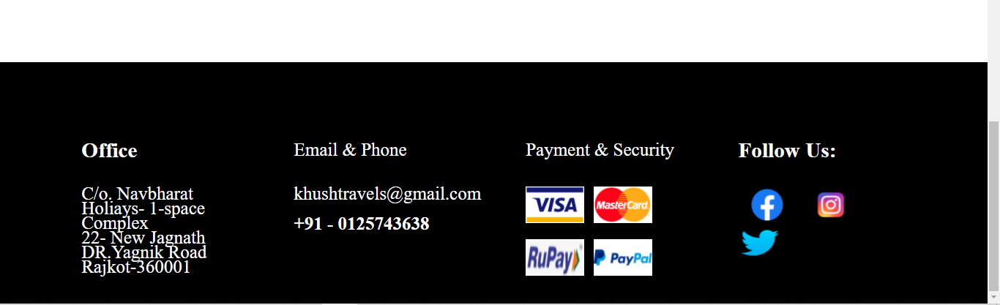 Office
C/o. Navbharat
Holiays- 1-space
Complex
22- New Jagnath
DR.Yagnik Road
Rajkot-360001
Email & Phone
khushtravels@gmail.com
+91 - 0125743638
Payment & Security
VISA
MasterCard
RuPay
PayPal
Follow Us: